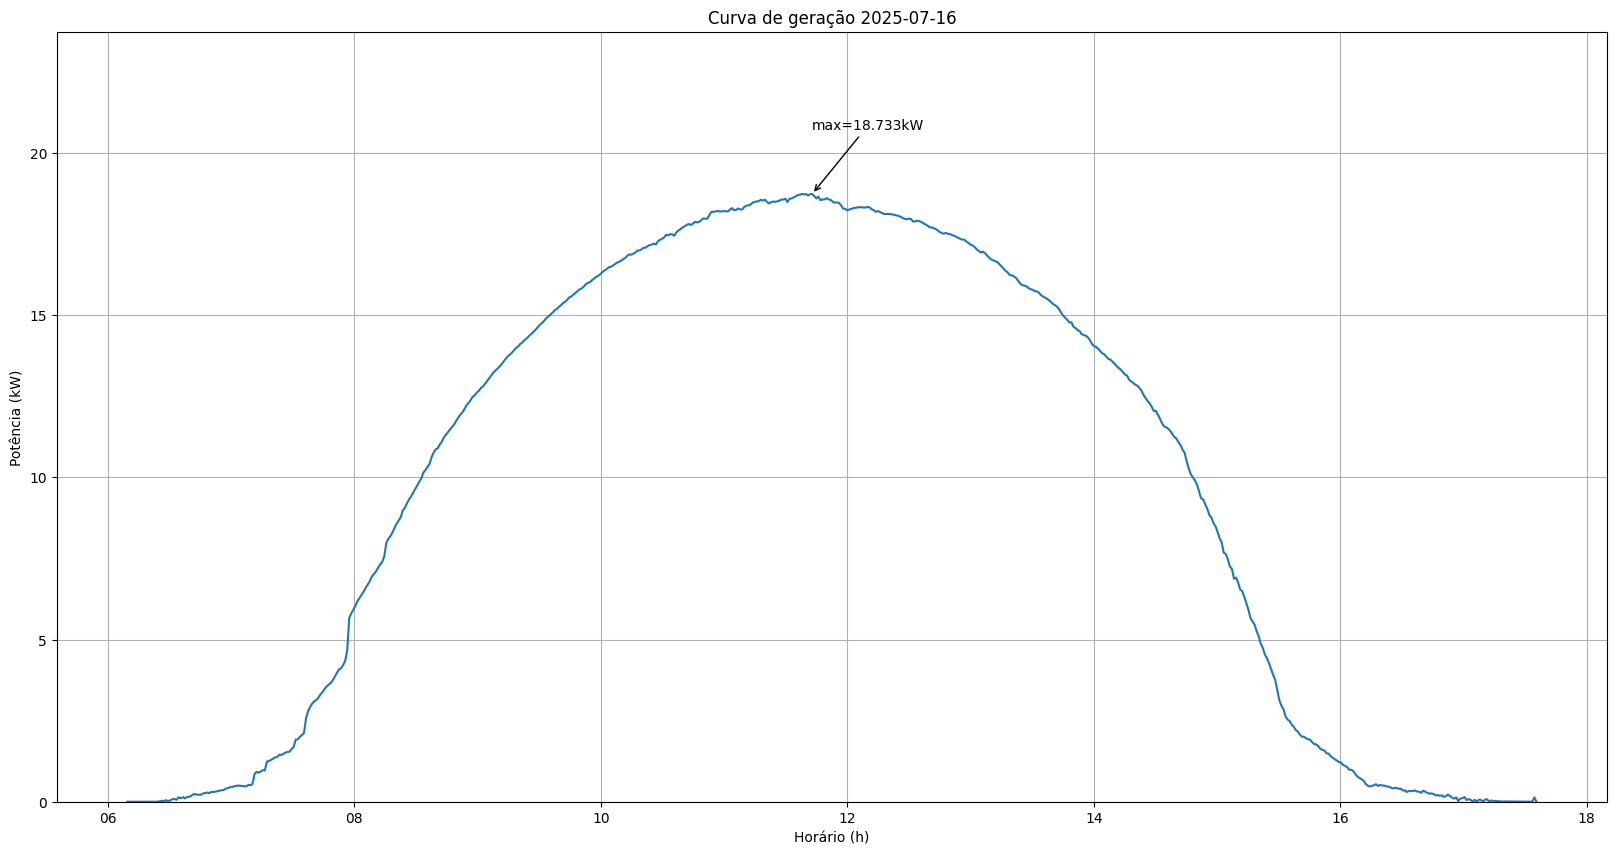 Curva de geração 2025-07-16
max=18.733kW
20
15
10
5
0
Potência (kW)
06 08 10 12 14 16 18
Horário (h)